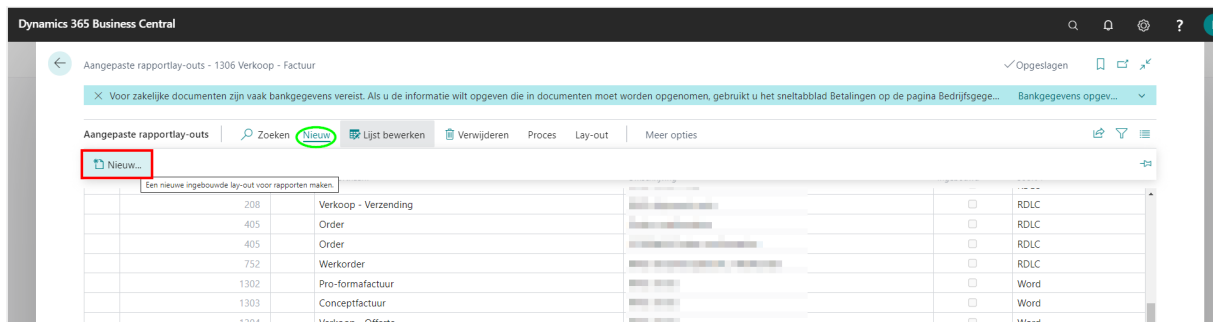 Dynamics 365 Business Central
Aangepaste rapportlay-outs - 1306 Verkoop - Factuur
Opgeslagen
Voor zakelijke documenten zijn vaak bankgegevens vereist. Als u de informatie wilt opgeven die in documenten moet worden opgenomen, gebruikt u het sneltabblad Betalingen op de pagina Bedrijfsgege... Bankgegevens opgev...
Aangepaste rapportlay-outs Zoeken Nieuw Lijst bewerken Verwijderen Proces Lay-out Meer opties
Nieuw...
Een nieuwe ingebouwde lay-out voor rapporten maken.
208 Verkoop - Verzending RDLC
405 Order RDLC
405 Order RDLC
752 Werkorder RDLC
1302 Pro-formafactuur Word
1303 Conceptfactuur Word
1304 Verkoop - Offerte Word